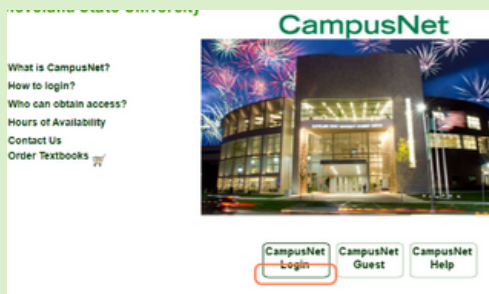 State University
CampusNet
What is CampusNet?
How to login?
Who can obtain access?
Hours of Availability
Contact Us
Order Textbooks
CampusNet
Login
CampusNet
Guest
CampusNet
Help